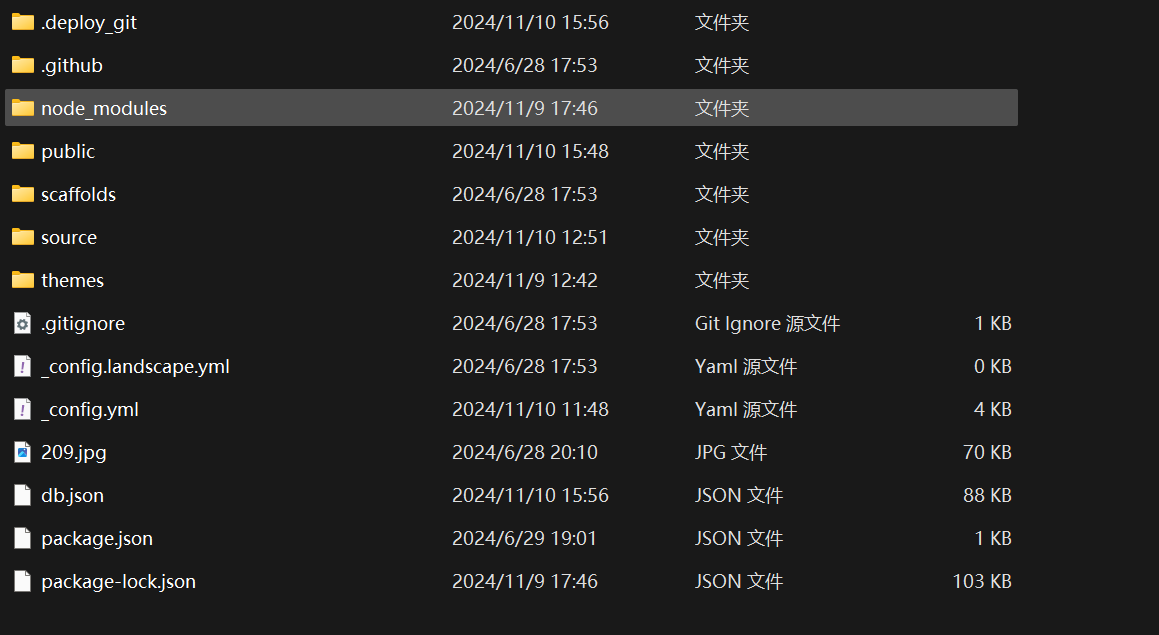 .deploy_git 2024/11/10 15:56 文件夹
.github 2024/6/28 17:53 文件夹
node_modules 2024/11/9 17:46 文件夹
public 2024/11/10 15:48 文件夹
scaffolds 2024/6/28 17:53 文件夹
source 2024/11/10 12:51 文件夹
themes 2024/11/9 12:42 文件夹
.gitignore 2024/6/28 17:53 Git Ignore 源文件 1 KB
_config.landscape.yml 2024/6/28 17:53 Yaml 源文件 0 KB
_config.yml 2024/11/10 11:48 Yaml 源文件 4 KB
209.jpg 2024/6/28 20:10 JPG 文件 70 KB
db.json 2024/11/10 15:56 JSON 文件 88 KB
package.json 2024/6/29 19:01 JSON 文件 1 KB
package-lock.json 2024/11/9 17:46 JSON 文件 103 KB